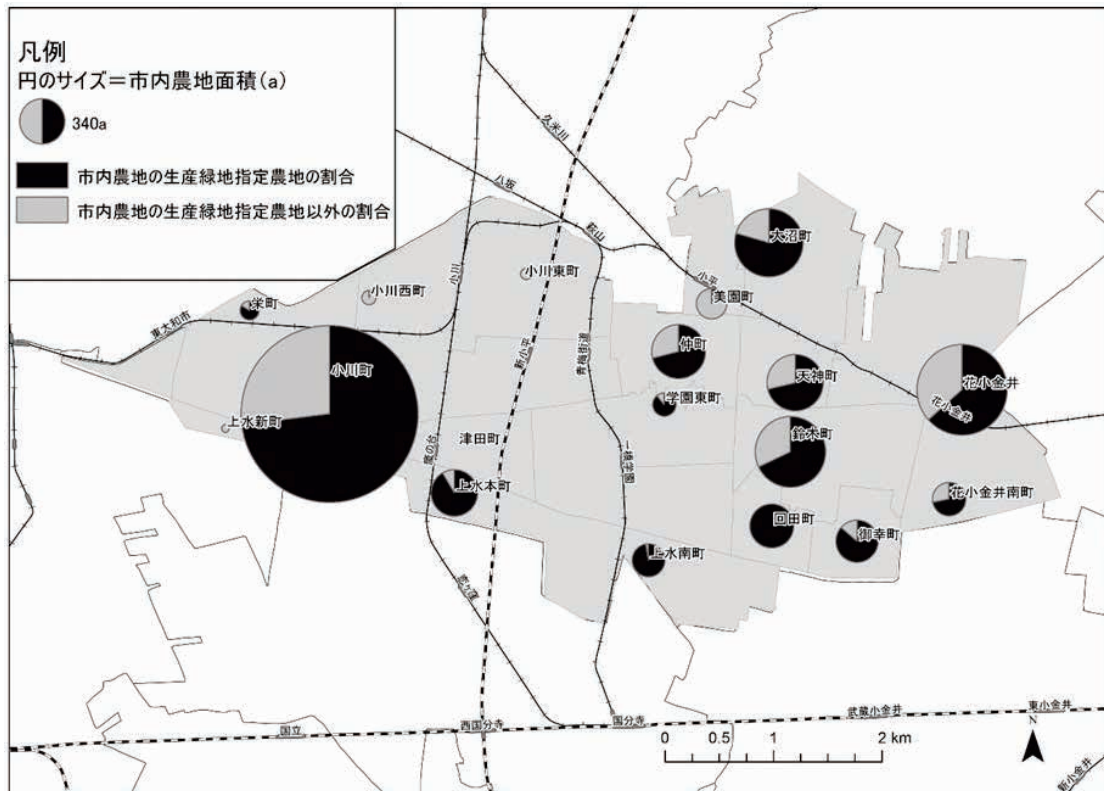 凡例
円のサイズ＝市内農地面積(a)
340a
市内農地の生産緑地指定農地の割合
市内農地の生産緑地指定農地以外の割合
久米川
八坂
萩山
大沼町
小川東町
小川
小平
美園町
小川西町
栄町
東大和市
新小平
青梅街道
仲町
小川町
天神町
花小金井
花小金井
学園東町
上水新町
鈴木町
津田町
鷹の台
一橋学園
上水本町
花小金井南町
回田町
御幸町
上水南町
恋ヶ窪
国立
西国分寺
国分寺
武蔵小金井
東小金井
新小金井
N
0 0.5 1 2 km